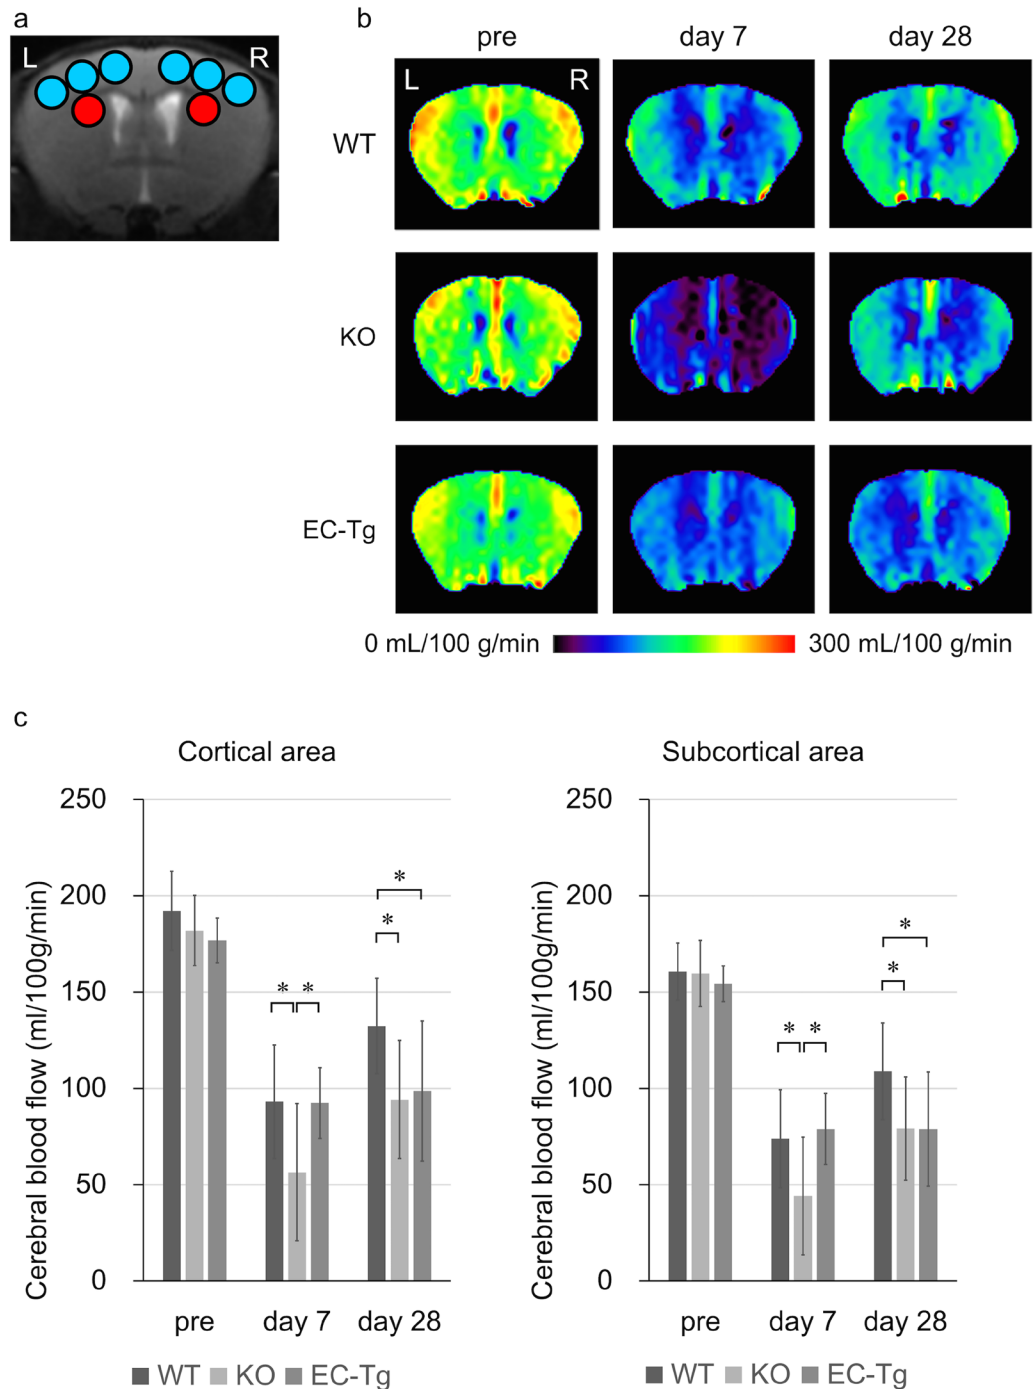 a
L R
b
pre day 7 day 28
L R
WT
KO
EC-Tg
0 mL/100 g/min 300 mL/100 g/min
c
Cortical area
Cerebral blood flow (ml/100g/min)
250
200
150
100
50
0
* *
*
*
pre day 7 day 28
WT KO EC-Tg
Subcortical area
Cerebral blood flow (ml/100g/min)
250
200
150
100
50
0
* *
*
*
pre day 7 day 28
WT KO EC-Tg